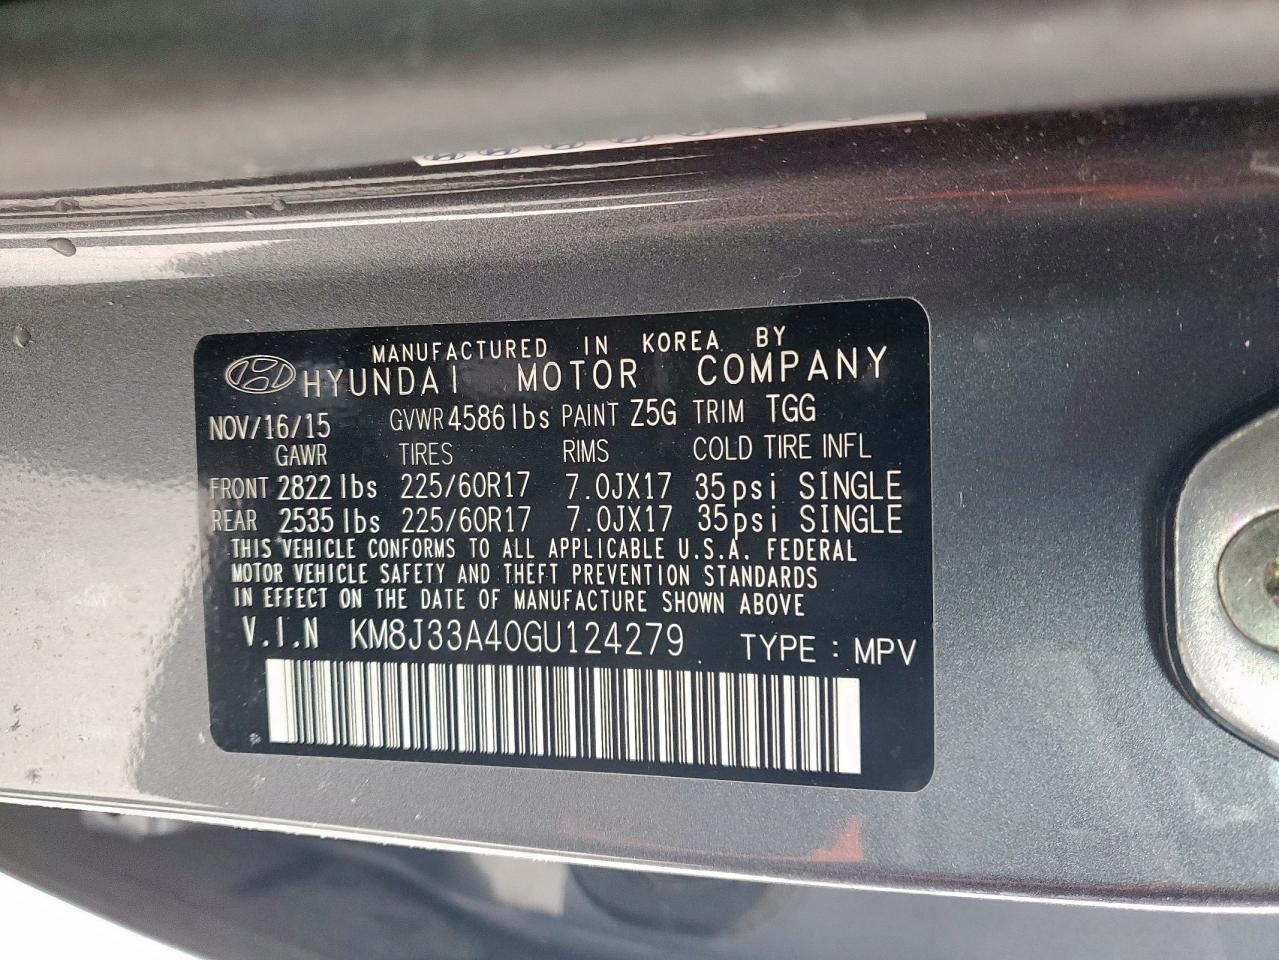 MANUFACTURED IN KOREA BY
HYUNDAI MOTOR COMPANY
NOV/16/15 GVWR 4586lbs PAINT Z5G TRIM TGG
GAWR TIRES RIMS COLD TIRE INFL
FRONT 2822 lbs 225/60R17 7.0JX17 35psi SINGLE
REAR 2535 lbs 225/60R17 7.0JX17 35psi SINGLE
THIS VEHICLE CONFORMS TO ALL APPLICABLE U.S.A. FEDERAL
MOTOR VEHICLE SAFETY AND THEFT PREVENTION STANDARDS
IN EFFECT ON THE DATE OF MANUFACTURE SHOWN ABOVE
V.I.N KM8J33A40GU124279 TYPE : MPV